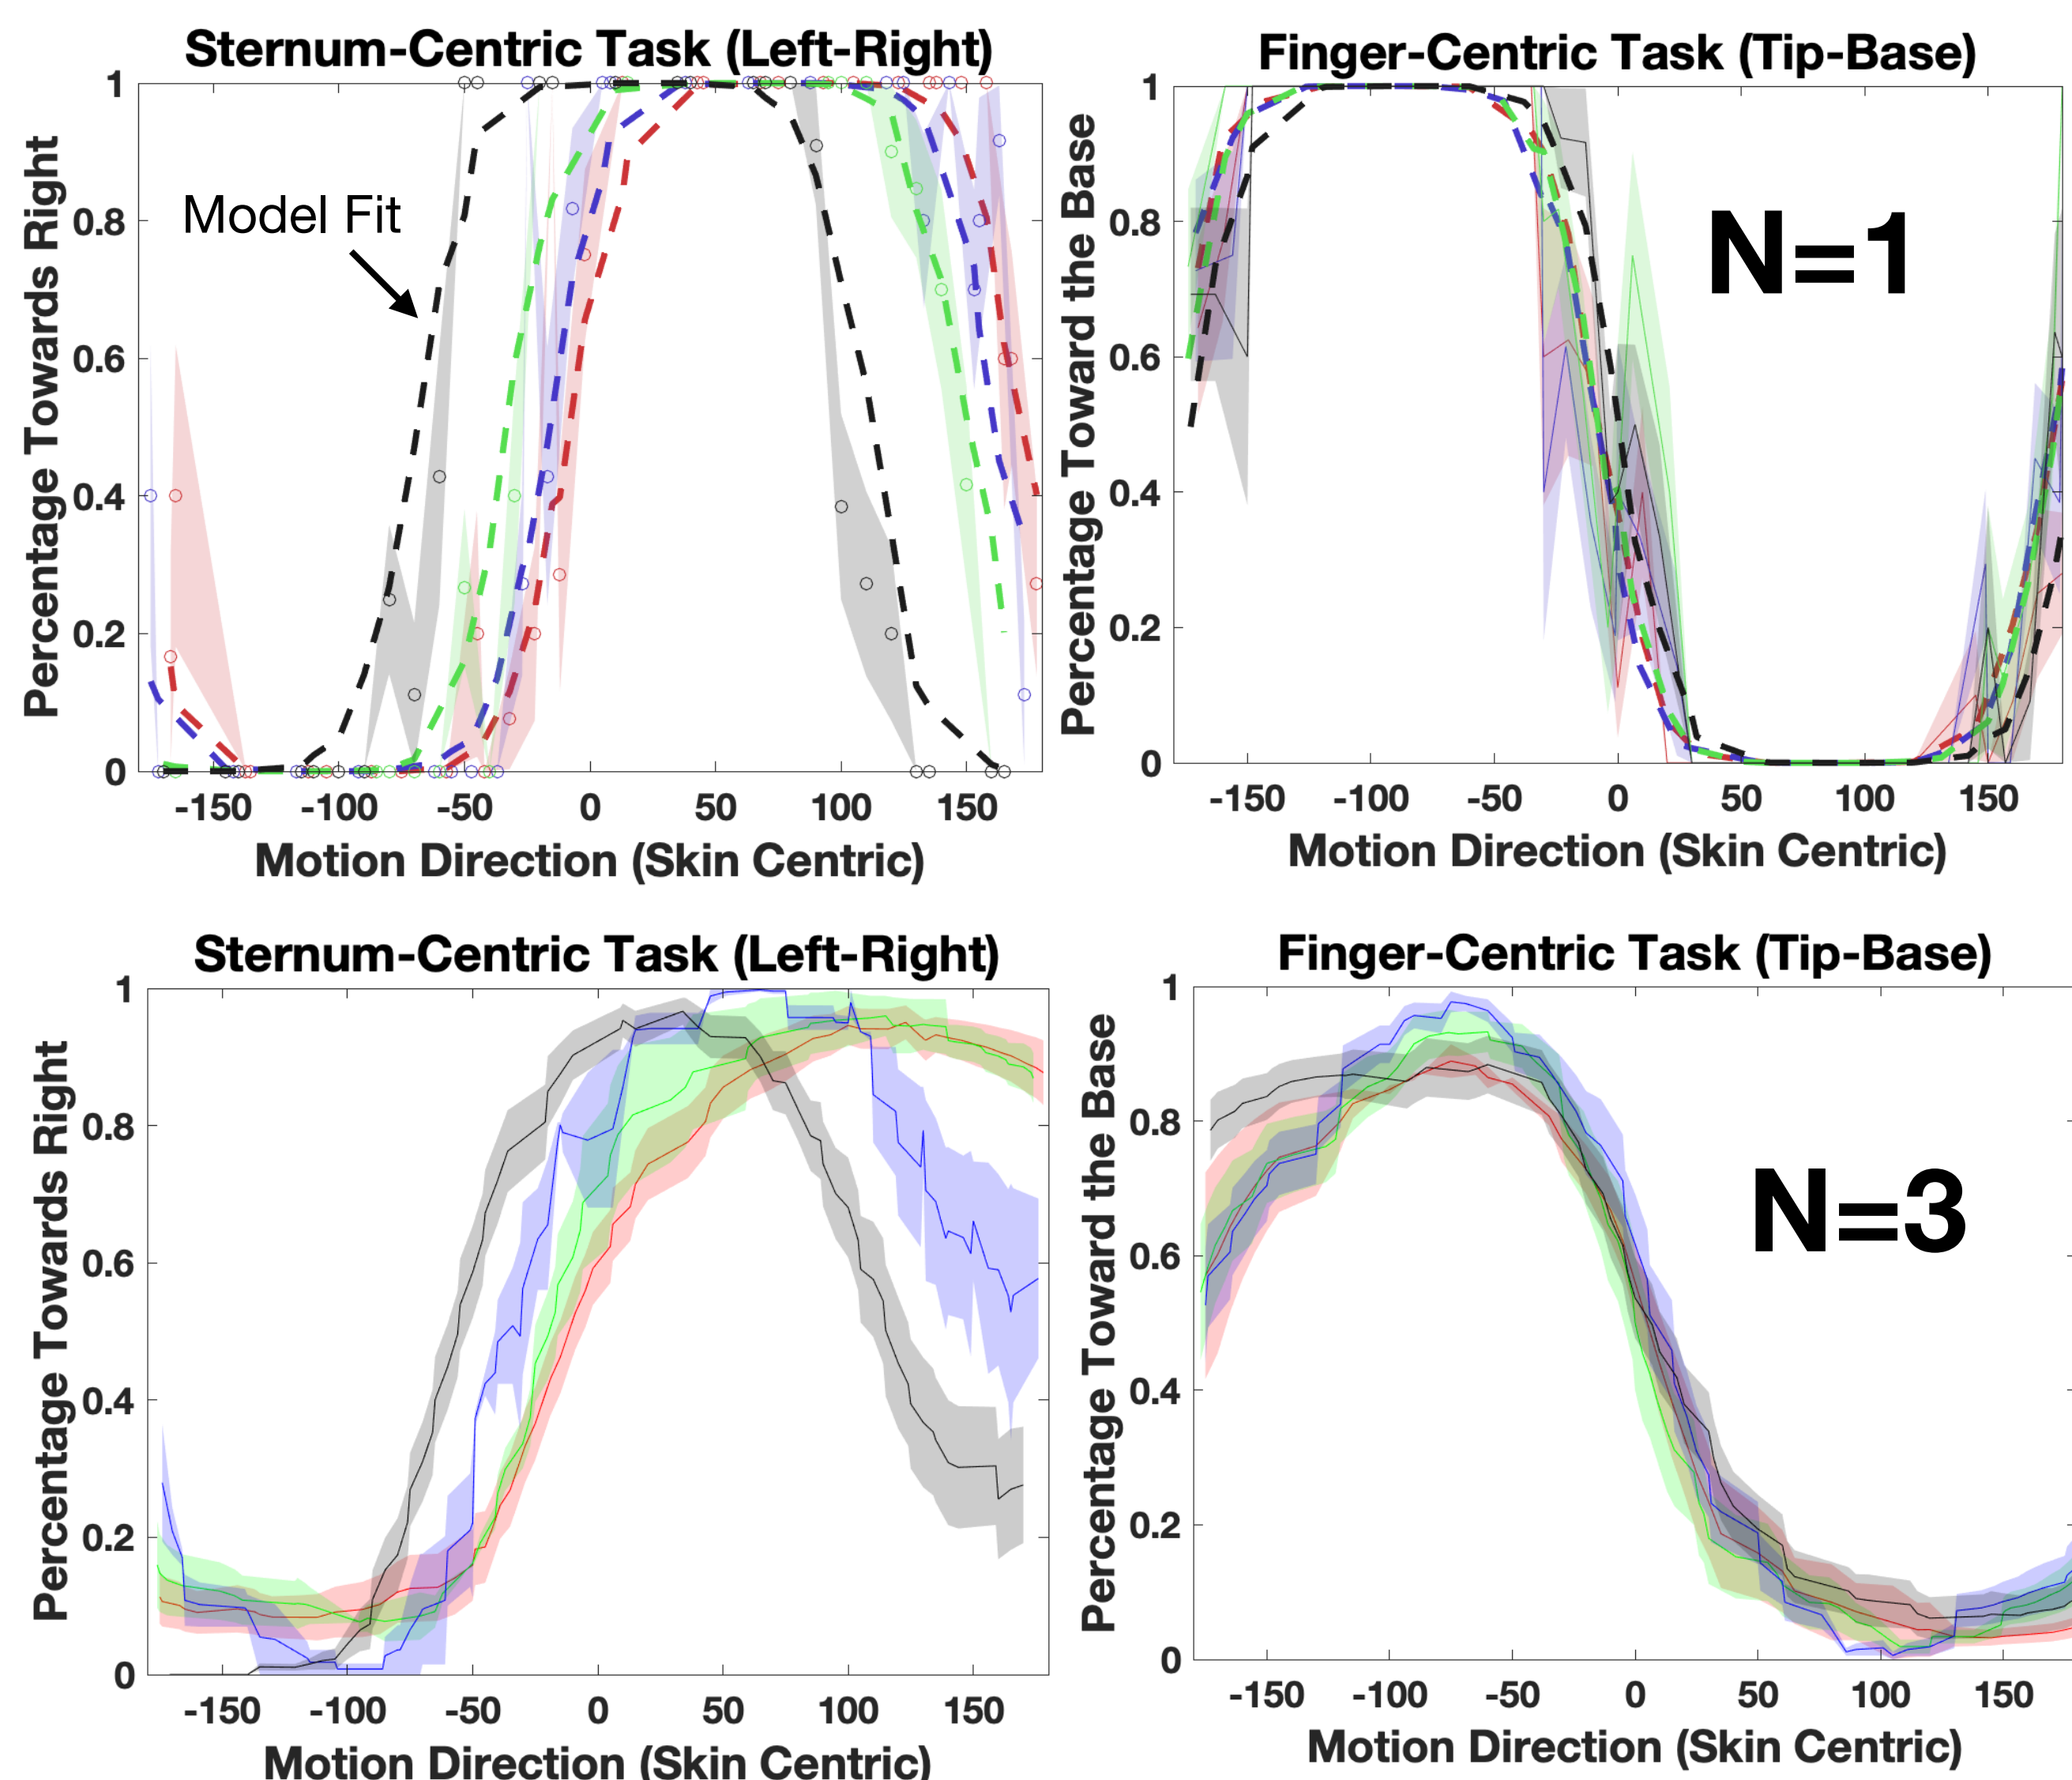 Sternum-Centric Task (Left-Right)
Percentage Towards Right
1
0.8
0.6
0.4
0.2
0
Model Fit
-150 -100 -50 0 50 100 150
Motion Direction (Skin Centric)
Finger-Centric Task (Tip-Base)
Percentage Toward the Base
1
0.8
0.6
0.4
0.2
0
N=1
-150 -100 -50 0 50 100 150
Motion Direction (Skin Centric)
Sternum-Centric Task (Left-Right)
Percentage Towards Right
1
0.8
0.6
0.4
0.2
0
-150 -100 -50 0 50 100 150
Motion Direction (Skin Centric)
Finger-Centric Task (Tip-Base)
Percentage Toward the Base
1
0.8
0.6
0.4
0.2
0
N=3
-150 -100 -50 0 50 100 150
Motion Direction (Skin Centric)